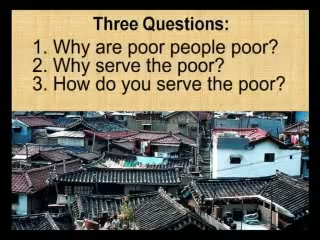 Three Questions:
1. Why are poor people poor?
2. Why serve the poor?
3. How do you serve the poor?